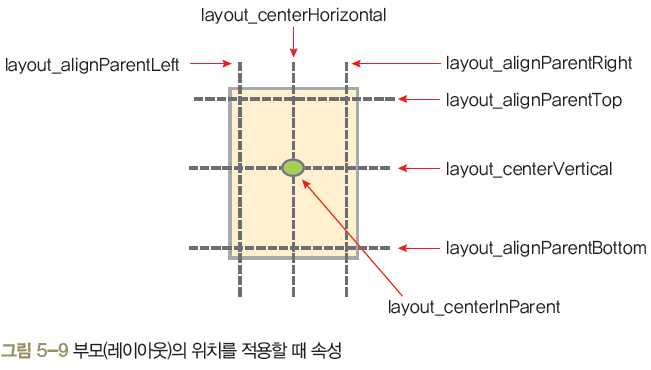 layout_centerHorizontal
layout_alignParentLeft
layout_alignParentRight
layout_alignParentTop
layout_centerVertical
layout_alignParentBottom
layout_centerInParent
그림 5-9 부모(레이아웃)의 위치를 적용할 때 속성